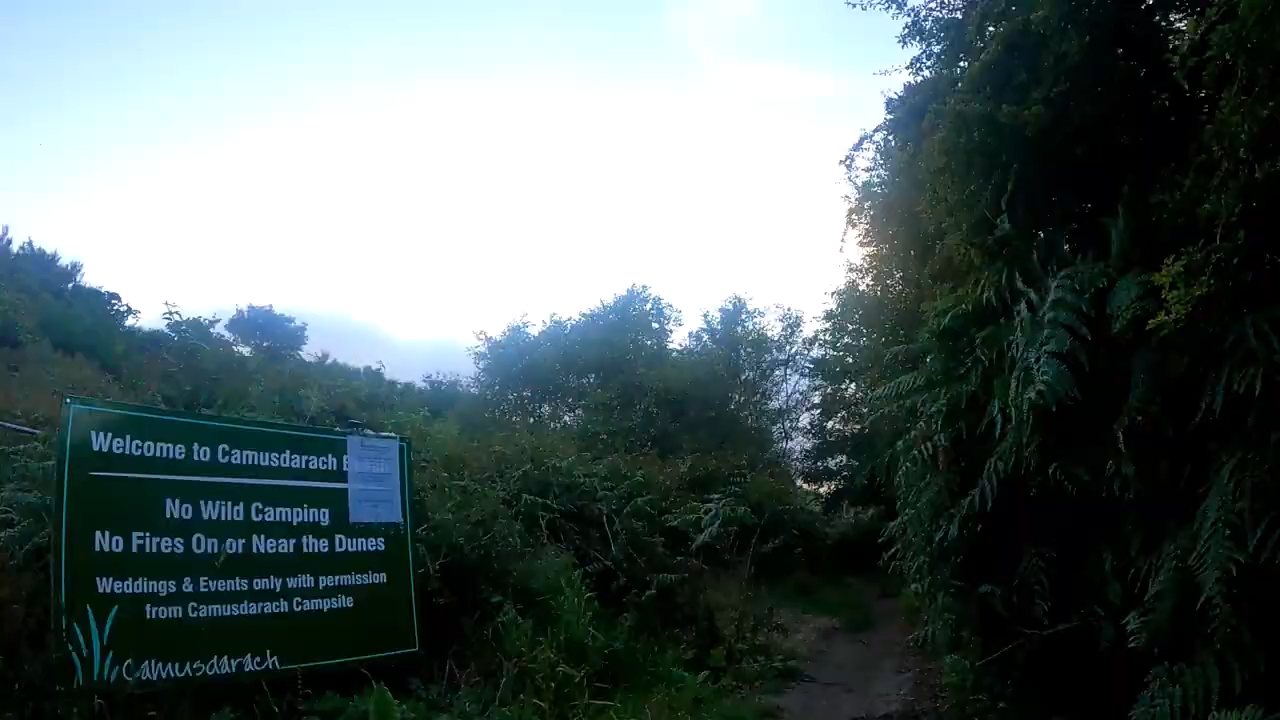 Welcome to Camusdarach
No Wild Camping
No Fires On or Near the Dunes
Weddings & Events only with permission
from Camusdarach Campsite
Camusdarach